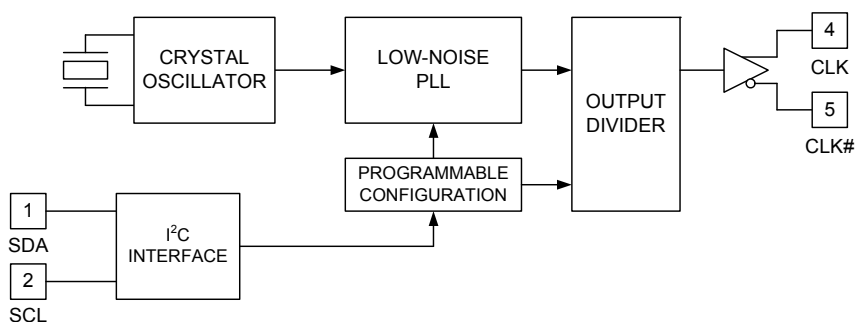 CRYSTAL
OSCILLATOR
LOW-NOISE
PLL
OUTPUT
DIVIDER
4
CLK
5
CLK#
PROGRAMMABLE
CONFIGURATION
1
SDA
2
SCL
I²C
INTERFACE